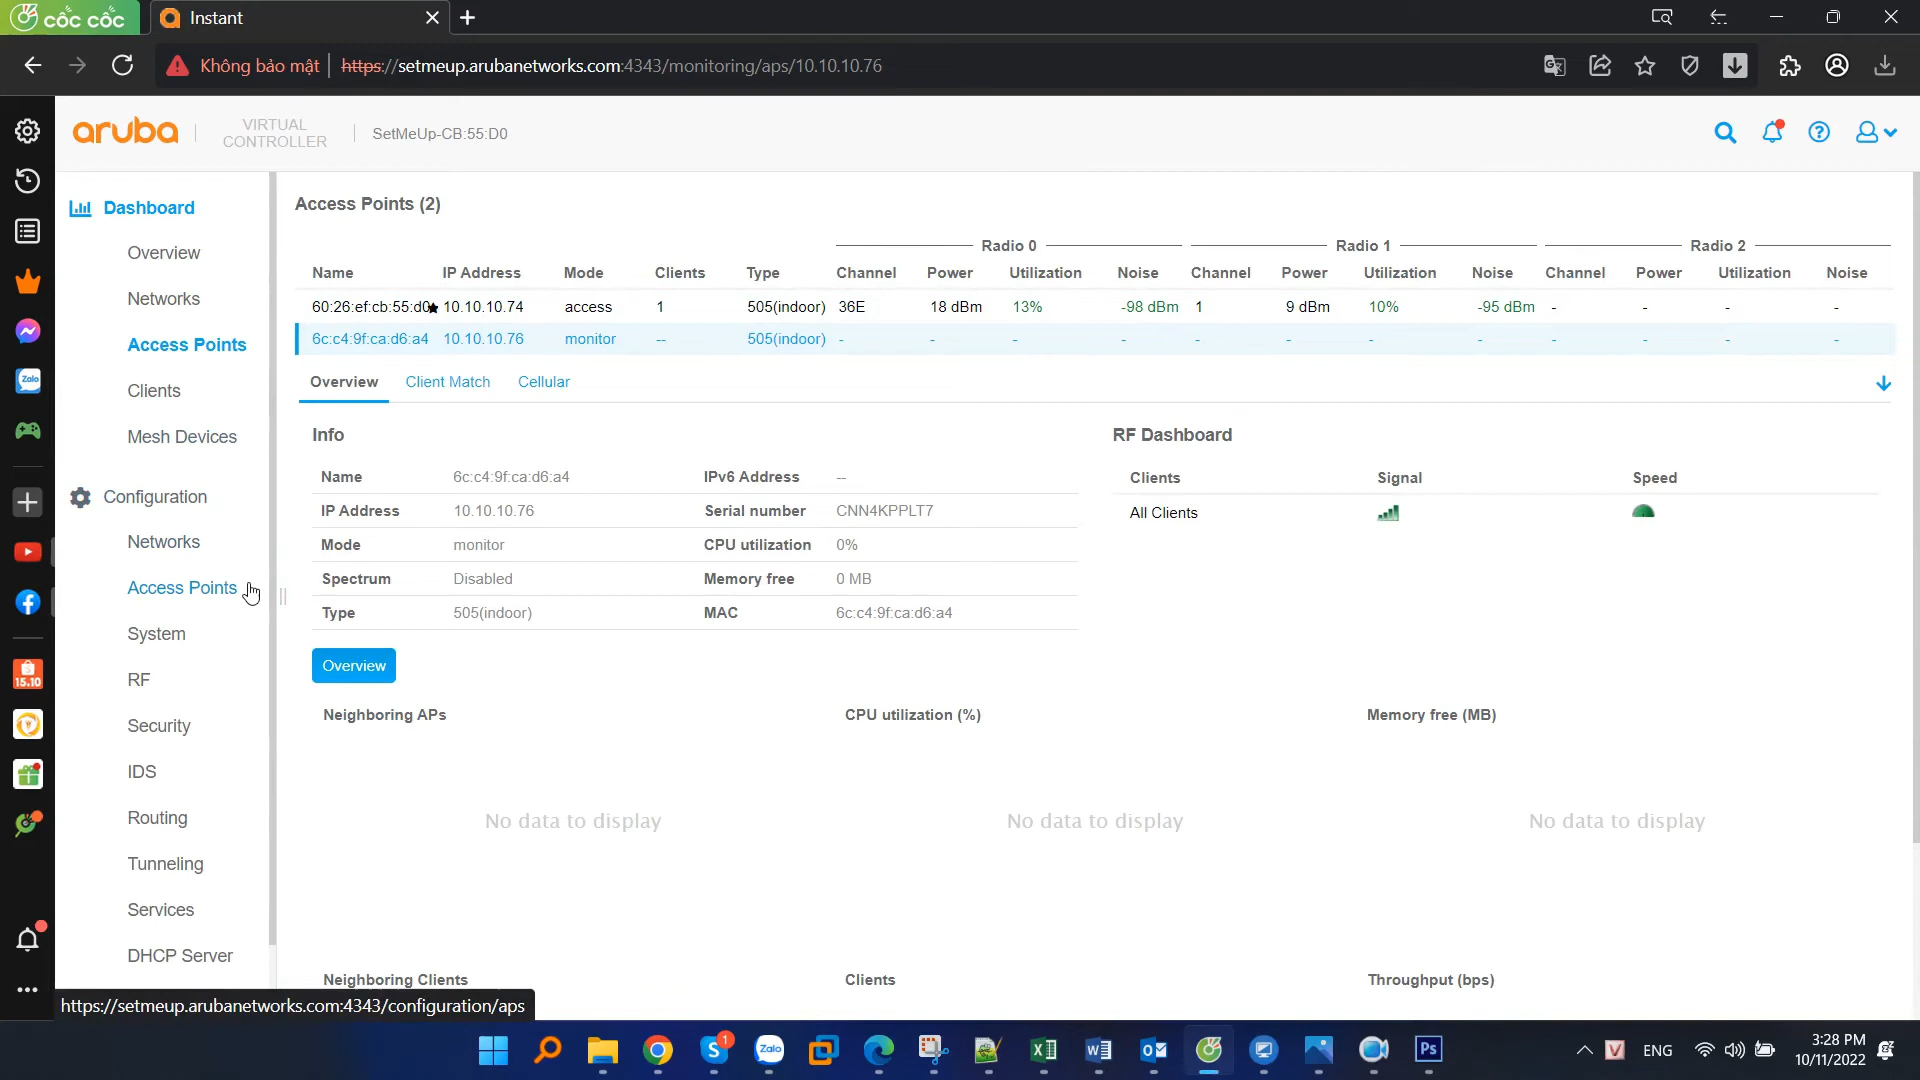 cốc cốc
Instant
Không bảo mật
https://setmeup.arubanetworks.com:4343/monitoring/aps/10.10.10.76
aruba
VIRTUAL
CONTROLLER
SetMeUp-CB:55:D0
Dashboard
Overview
Networks
Access Points
Clients
Mesh Devices
Configuration
Networks
Access Points
System
RF
Security
IDS
Routing
Tunneling
Services
DHCP Server
Access Points (2)
Radio 0 Radio 1 Radio 2
Name IP Address Mode Clients Type Channel Power Utilization Noise Channel Power Utilization Noise Channel Power Utilization Noise
60:26:ef:cb:55:d0 10.10.10.74 access 1 505(indoor) 36E 18 dBm 13% -98 dBm 1 9 dBm 10% -95 dBm - - - -
6c:c4:9f:ca:d6:a4 10.10.10.76 monitor -- 505(indoor) - - - - - - - - - - - -
Overview Client Match Cellular
Info
Name 6c:c4:9f:ca:d6:a4 IPv6 Address --
IP Address 10.10.10.76 Serial number CNN4KPPLT7
Mode monitor CPU utilization 0%
Spectrum Disabled Memory free 0 MB
Type 505(indoor) MAC 6c:c4:9f:ca:d6:a4
Overview
RF Dashboard
Clients Signal Speed
All Clients
Neighboring APs CPU utilization (%) Memory free (MB)
No data to display No data to display No data to display
Neighboring Clients Clients Throughput (bps)
https://setmeup.arubanetworks.com:4343/configuration/aps
Zalo
15.10
S
1
Zalo
Ps
V
ENG
3:28 PM
10/11/2022